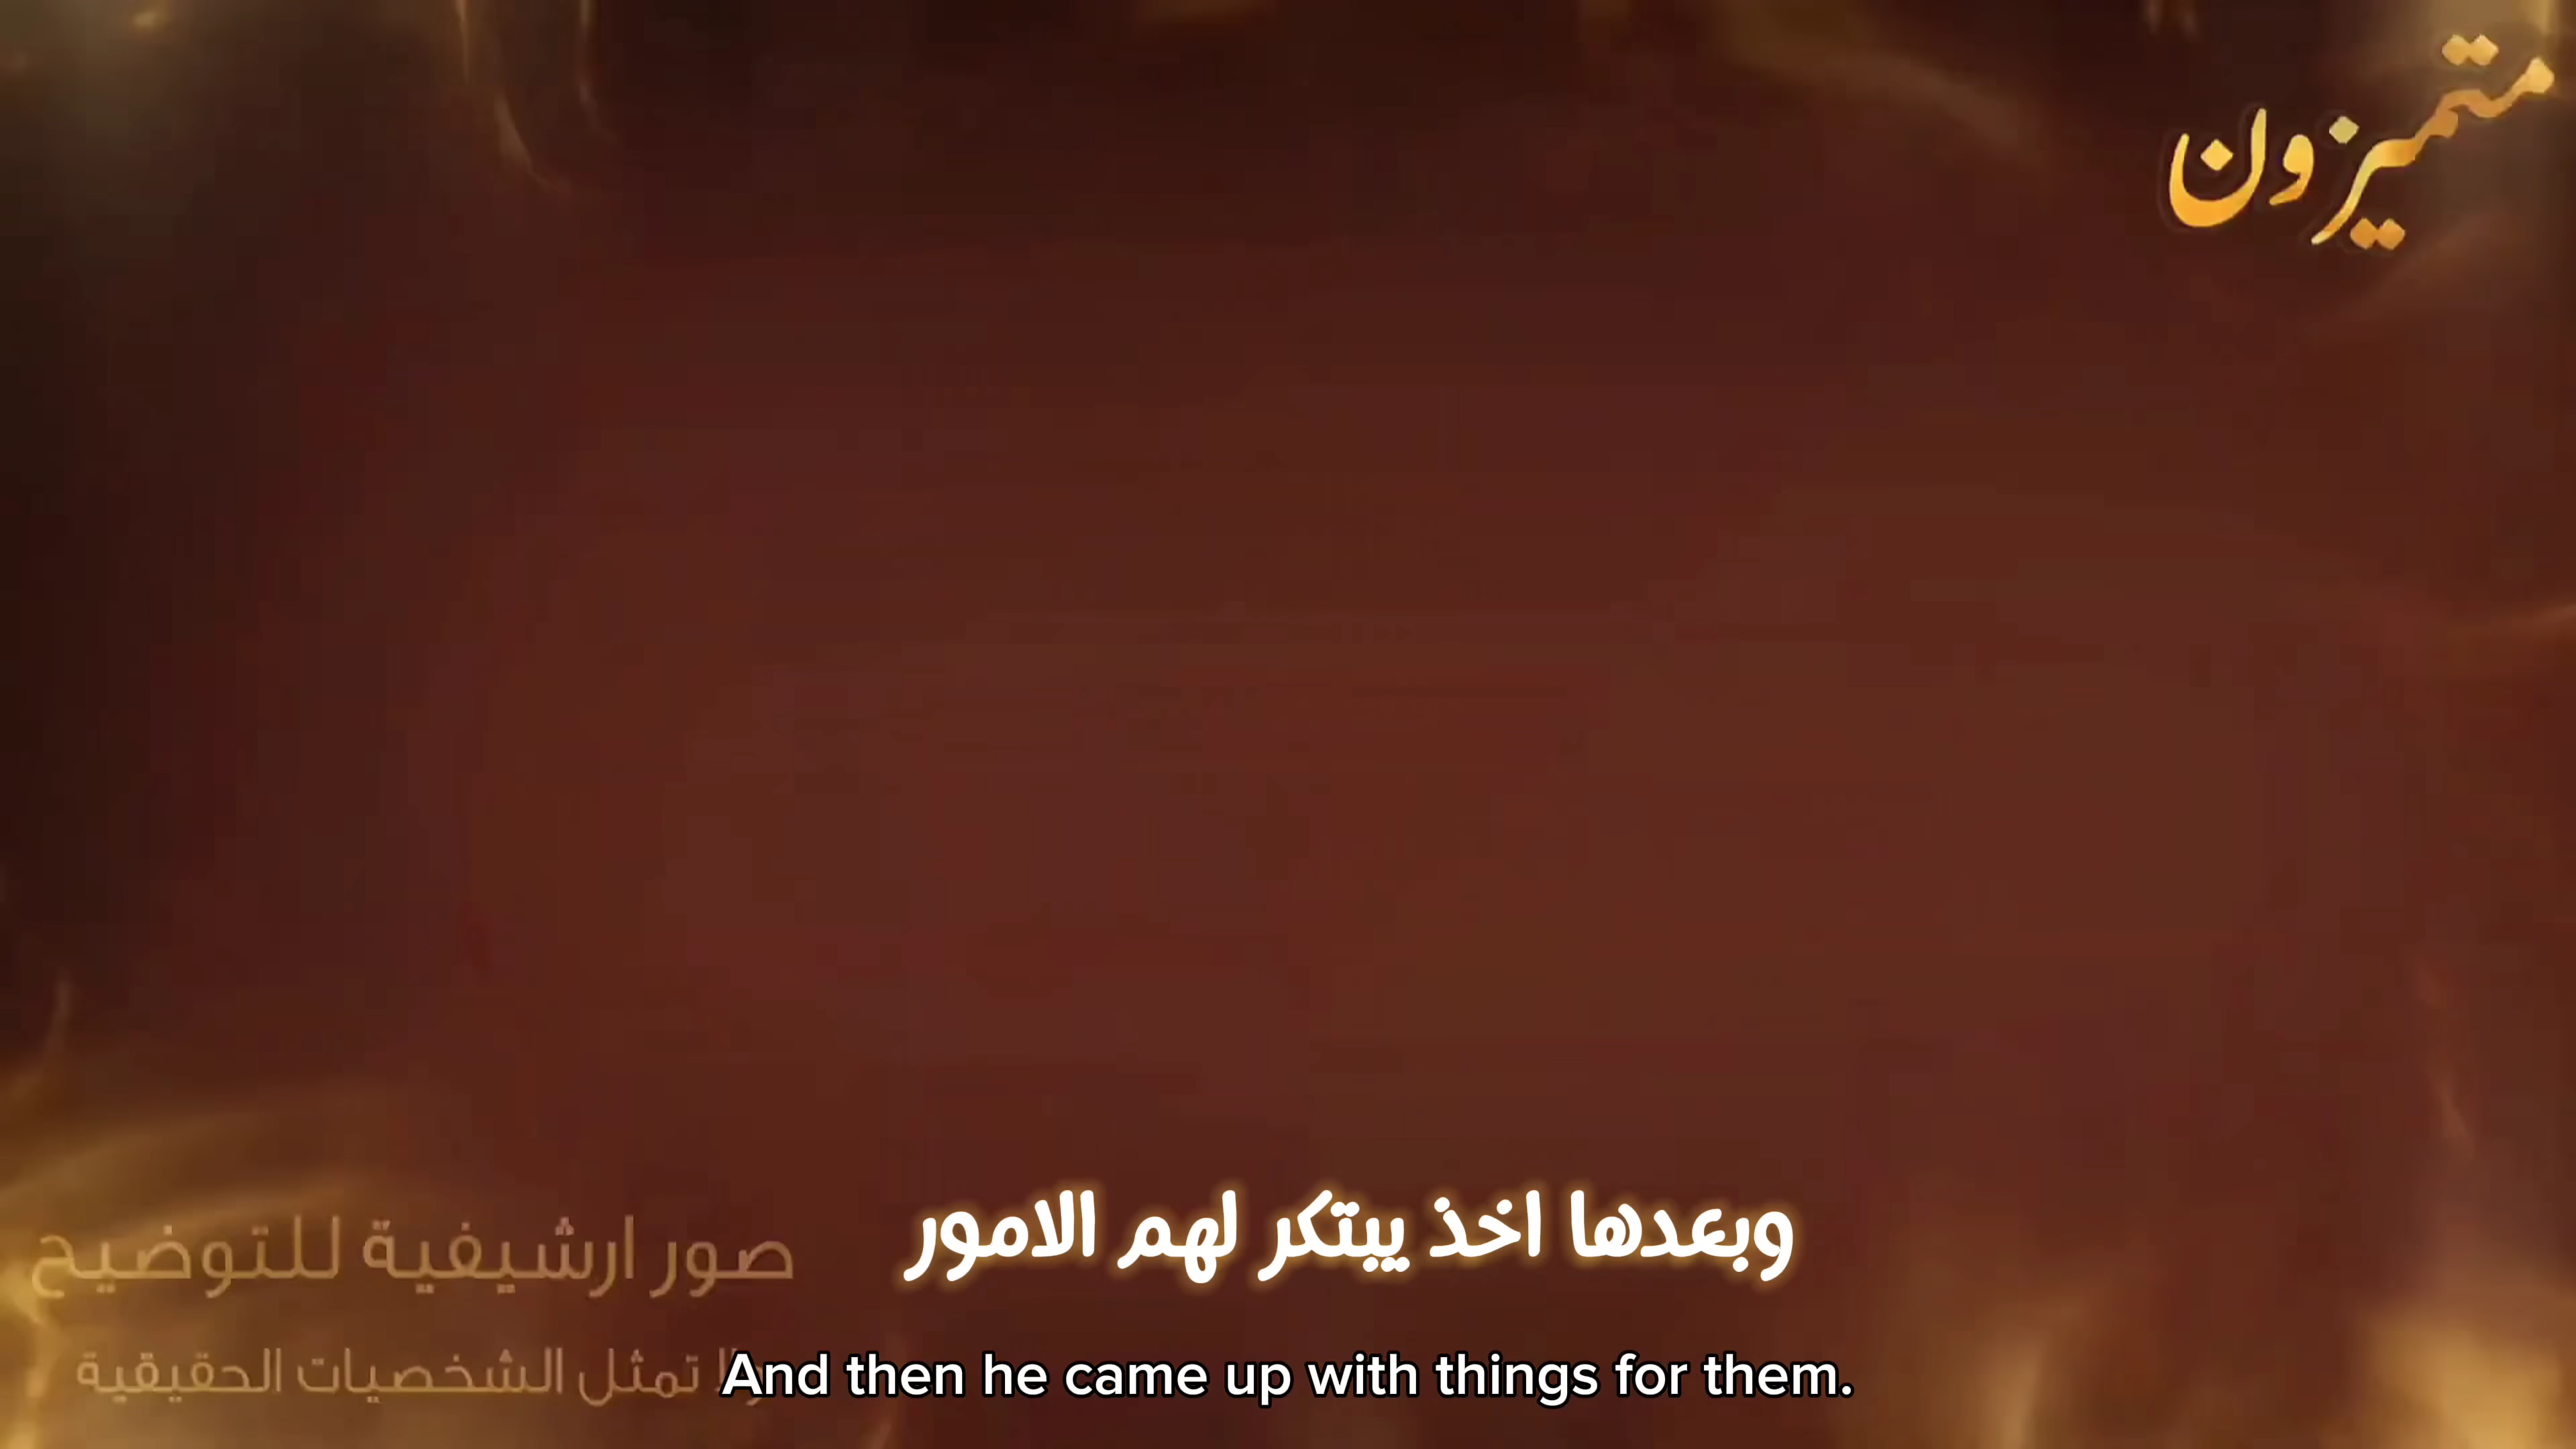 متميزون
وبعدها اخذ يبتكر لهم الامور
صور ارشيفية للتوضيح
ولا تمثل الشخصيات الحقيقية
And then he came up with things for them.